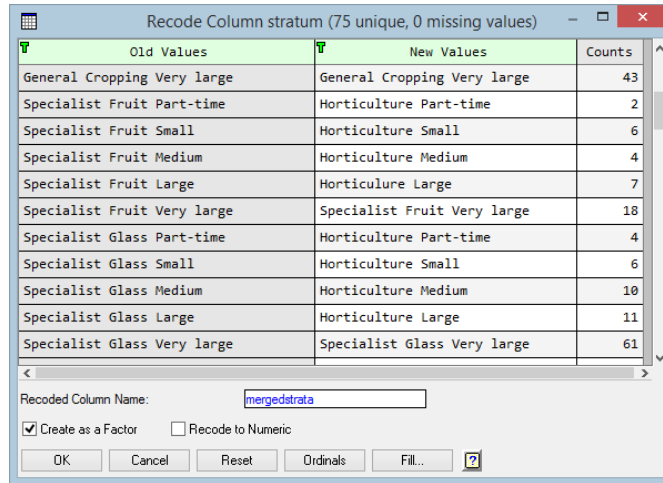 Recode Column stratum (75 unique, 0 missing values)
Old Values New Values Counts
General Cropping Very large General Cropping Very large 43
Specialist Fruit Part-time Horticulture Part-time 2
Specialist Fruit Small Horticulture Small 6
Specialist Fruit Medium Horticulture Medium 4
Specialist Fruit Large Horticulure Large 7
Specialist Fruit Very large Specialist Fruit Very large 18
Specialist Glass Part-time Horticulture Part-time 4
Specialist Glass Small Horticulture Small 6
Specialist Glass Medium Horticulture Medium 10
Specialist Glass Large Horticulture Large 11
Specialist Glass Very large Specialist Glass Very large 61
Recoded Column Name: mergedstrata
Create as a Factor Recode to Numeric
OK Cancel Reset Ordinals Fill... ?